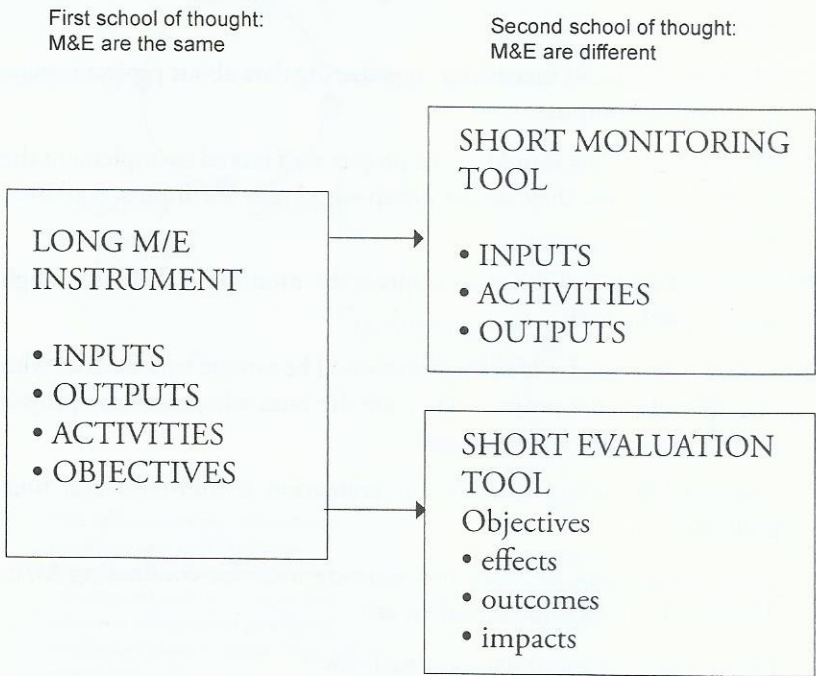 First school of thought:
M&E are the same
Second school of thought:
M&E are different
LONG M/E
INSTRUMENT
• INPUTS
• OUTPUTS
• ACTIVITIES
• OBJECTIVES
SHORT MONITORING
TOOL
• INPUTS
• ACTIVITIES
• OUTPUTS
SHORT EVALUATION
TOOL
Objectives
• effects
• outcomes
• impacts